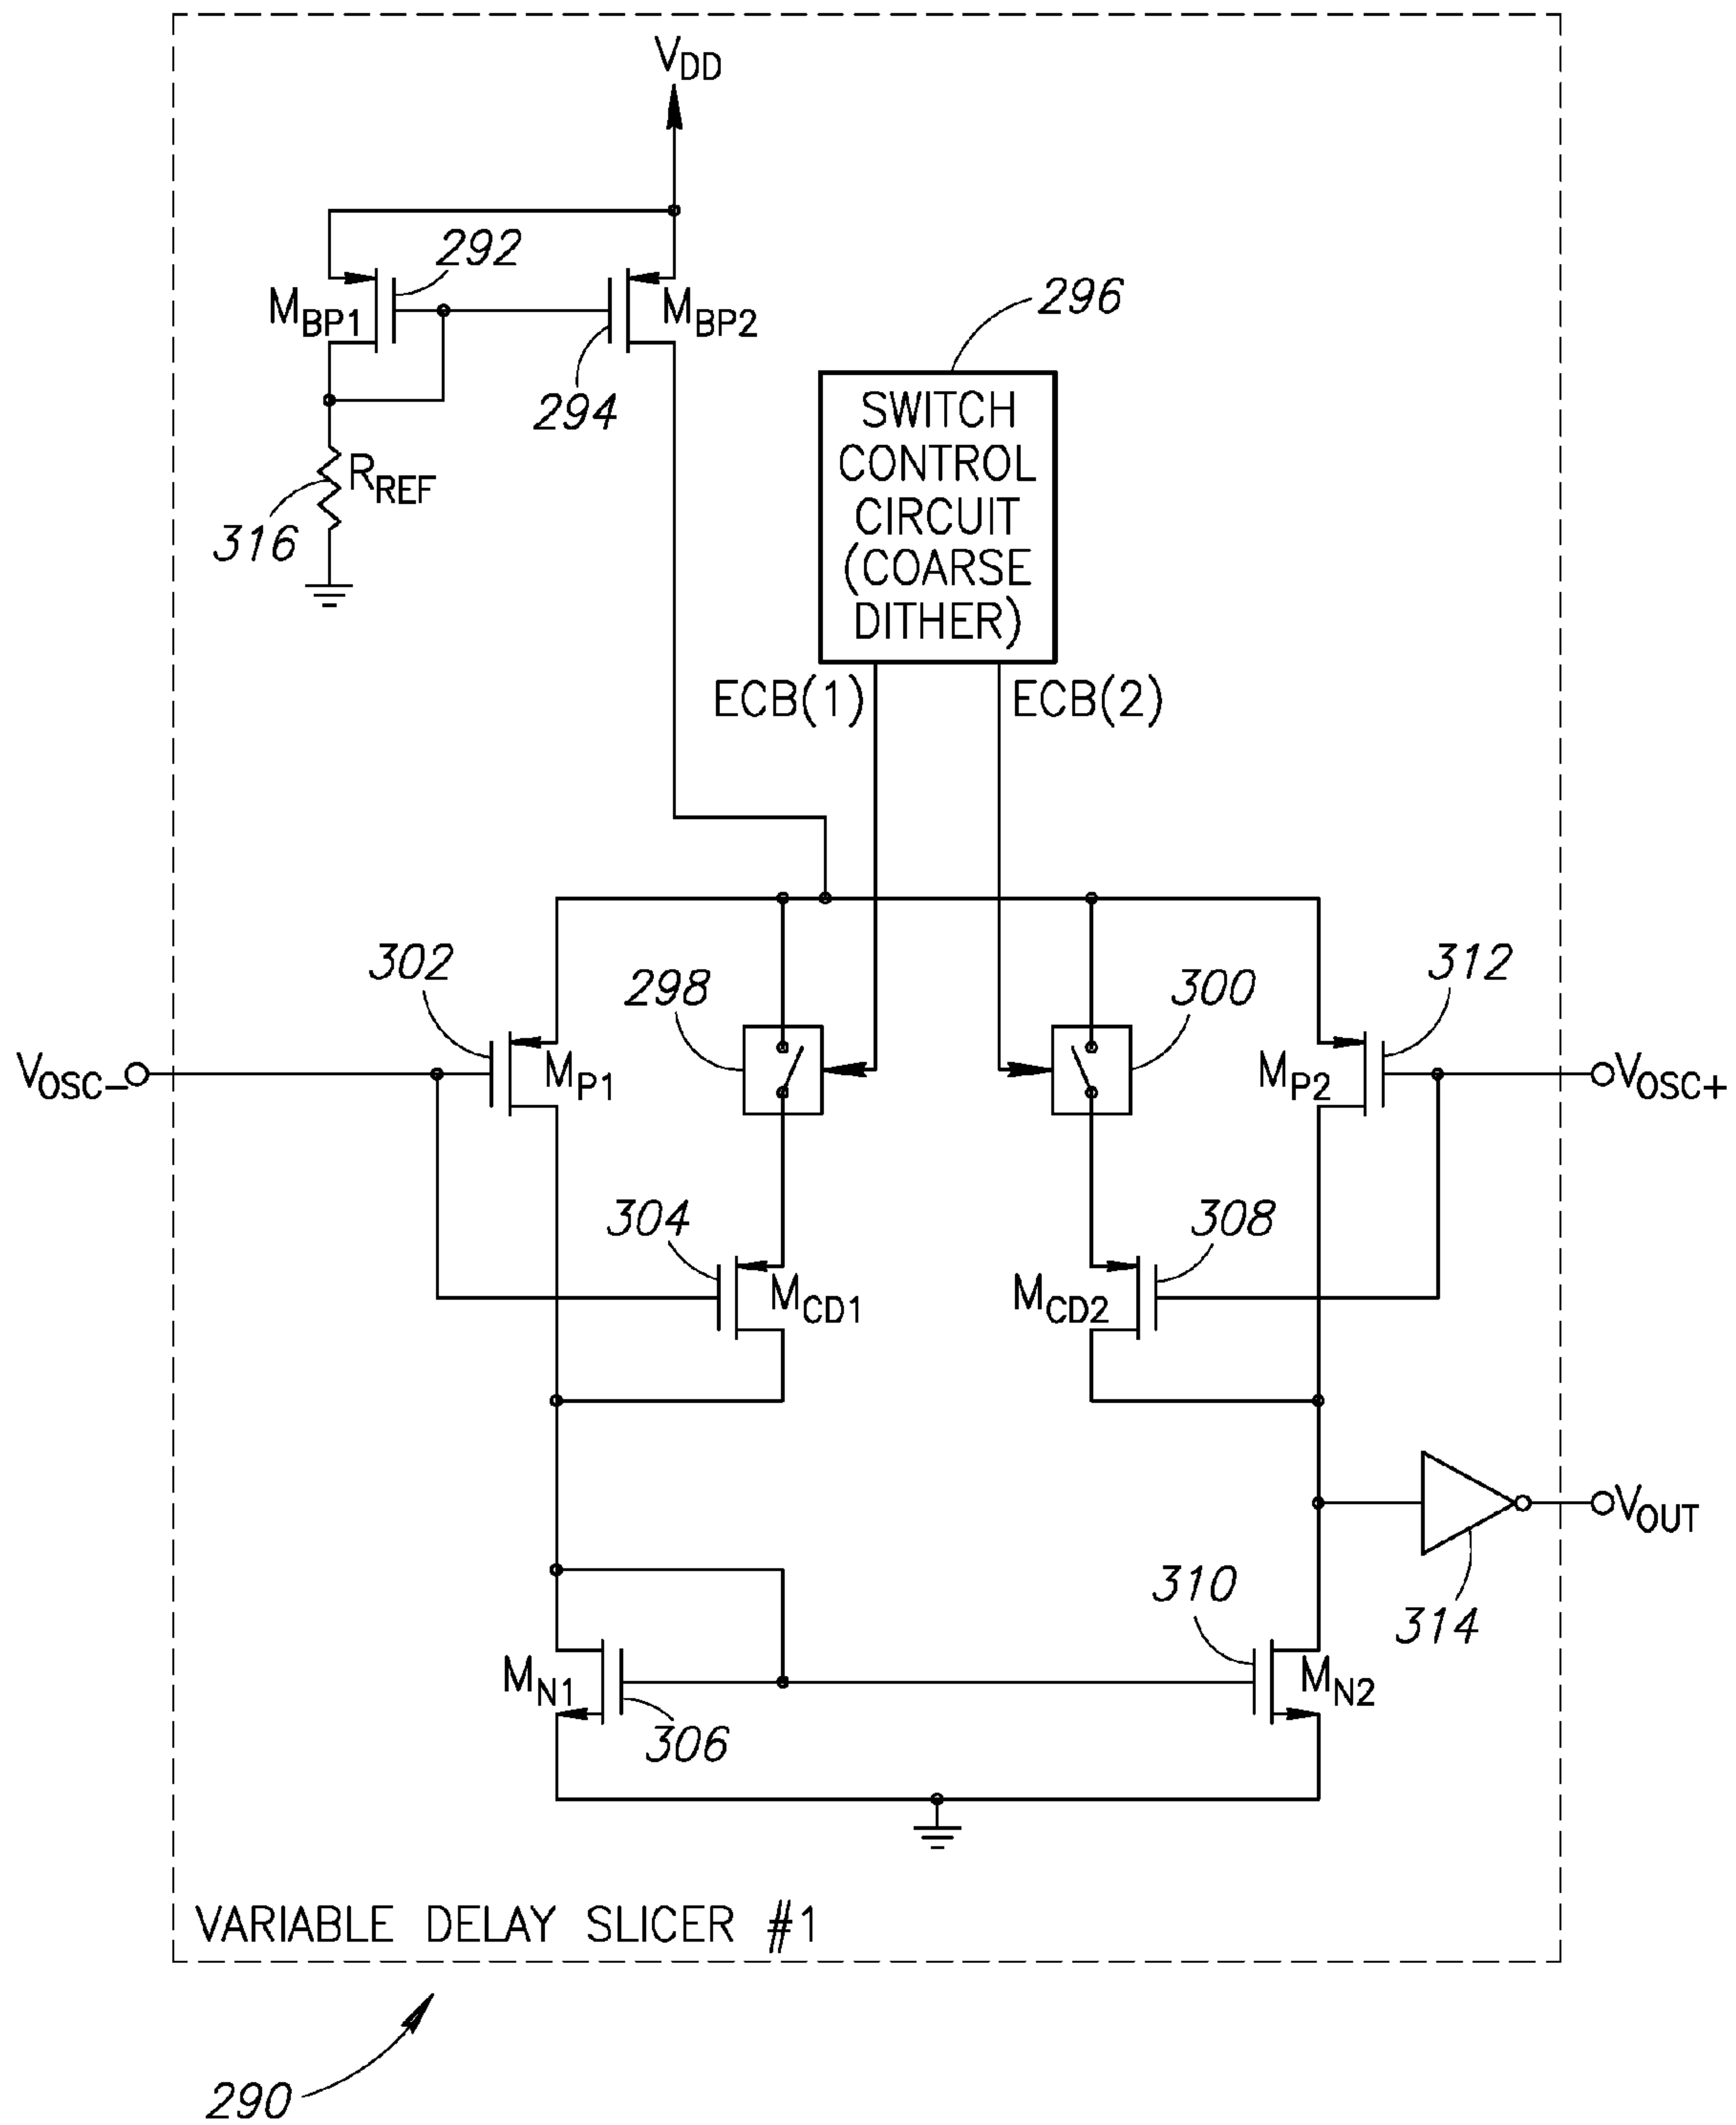 VDD
292
MBP1
MBP2
294
296
SWITCH
CONTROL
CIRCUIT
(COARSE
DITHER)
RREF
316
ECB(1)
ECB(2)
302
298
300
312
VOSC-
MP1
MP2
VOSC+
304
308
MCD1
MCD2
VOUT
310
314
MN1
MN2
306
VARIABLE DELAY SLICER #1
290